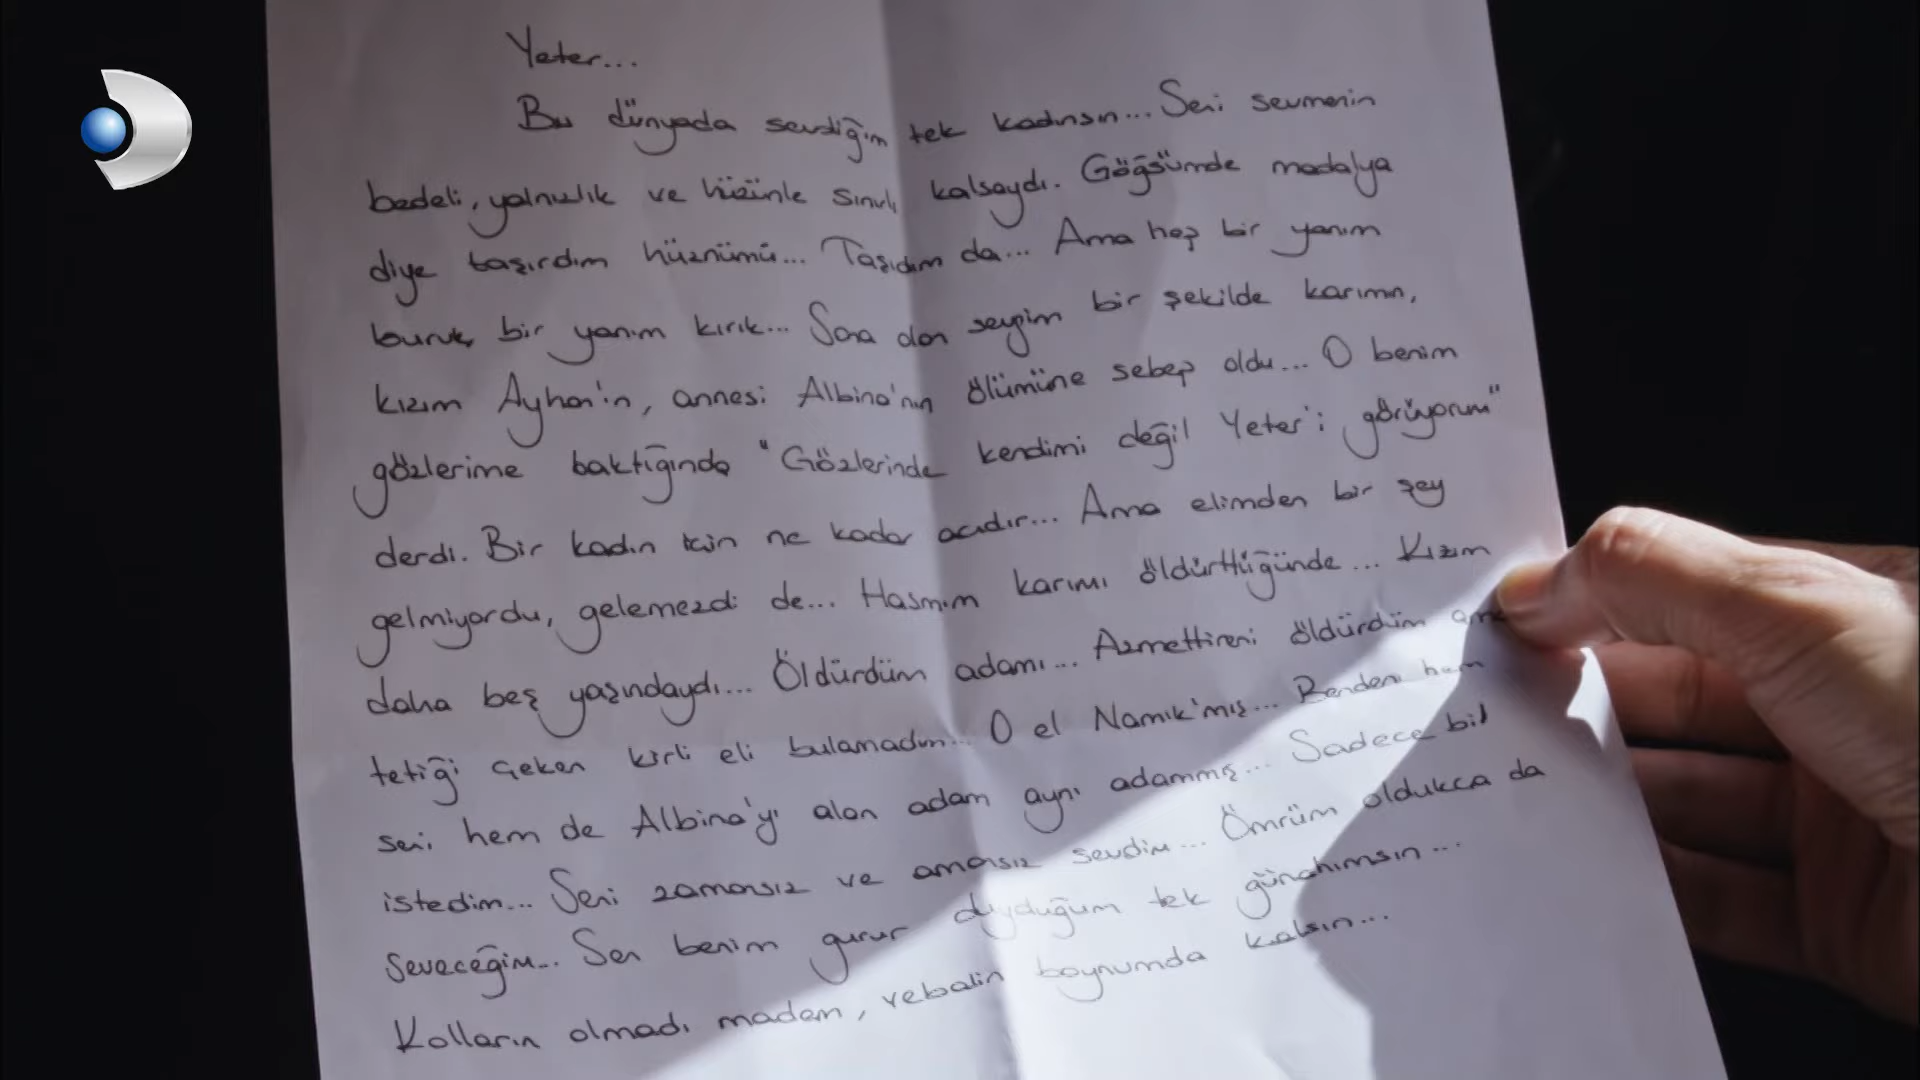 Yeter...
Bu dünyada sevdiğim tek kadınsın... Seni sevmenin
bedeli, yalnızlık ve hüzünle sınırlı kalsaydı. Göğsümde madalya
diye taşırdım hüznümü... Taşıdım da... Ama hep bir yanım
buruk, bir yanım kırık... Sana olan sevgim bir şekilde karımın,
kızım Ayhan'ın, annesi Albina'nın ölümüne sebep oldu... O benim
gözlerime baktığında "Gözlerinde kendimi değil Yeter'i görüyorum"
derdi. Bir kadın için ne kadar acıdır... Ama elimden bir şey
gelmiyordu, gelemezdi de... Hasmım karımı öldürttüğünde... Kızım
daha beş yaşındaydı... Öldürdüm adamı... Azmettireni öldürdüm ama
tetiği çeken kirli eli bulamadım... O el Namık'mış... Benden hem
seni hem de Albina'yı alan adam aynı adammış... Sadece bil
istedim... Seni zamansız ve amansız sevdim... Ömrüm oldukca da
seveceğim... Sen benim gurur duyduğum tek günahımsın...
Kolların olmadı madem, vebalin boynumda kalsın...